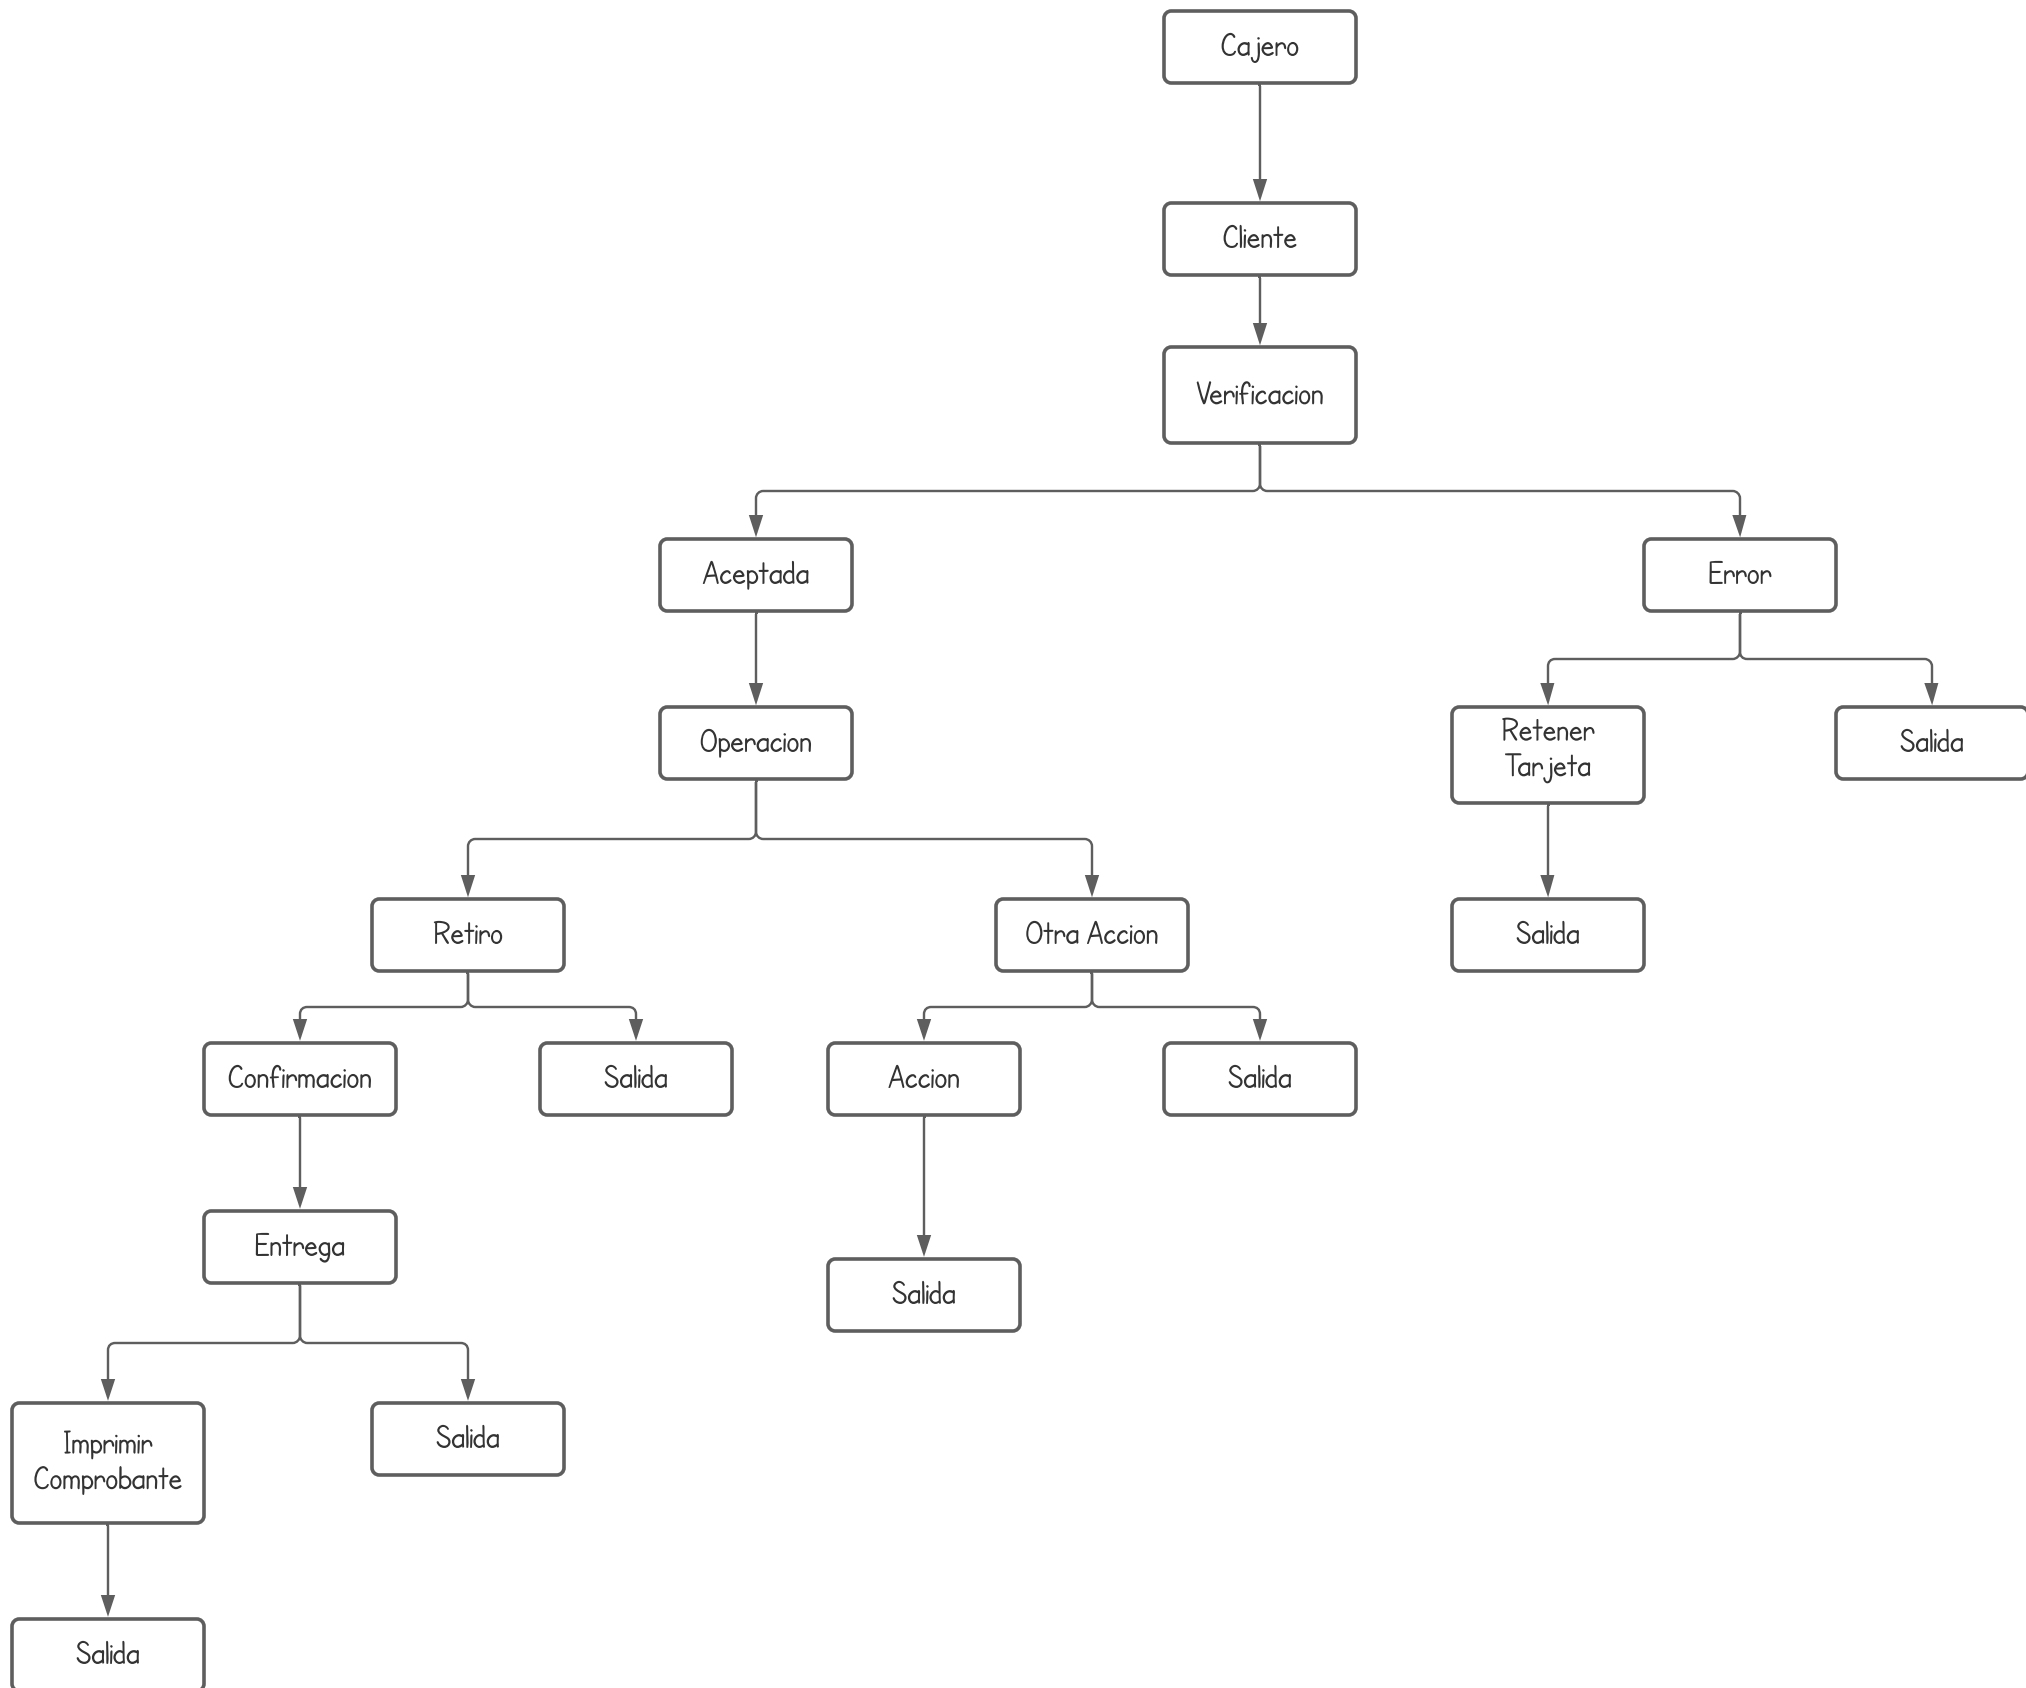 Cajero
Cliente
Verificacion
Aceptada
Error
Operacion
Retener
Tarjeta
Salida
Retiro
Otra Accion
Salida
Confirmacion
Salida
Accion
Salida
Entrega
Salida
Imprimir
Comprobante
Salida
Salida